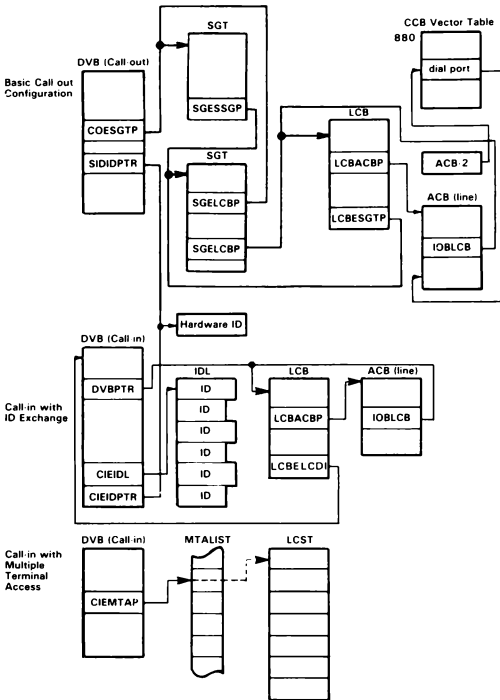 SGT
CCB Vector Table
880
DVB (Call-out)
Basic Call out
Configuration
dial port
COESGTP
SGESSGP
LCB
SIDIDPTR
SGT
LCBACBP
ACB-2
ACB (line)
SGELCBP
LCBESGTP
SGELCBP
IOBLCB
Hardware ID
DVB (Call in)
IDL
LCB
ACB (line)
DVBPTR
ID
Call-in with
ID Exchange
ID
LCBACBP
IOBLCB
ID
ID
LCBELCDI
CIEIDL
ID
CIEIDPTR
ID
DVB (Call-in)
MTALIST
LCST
Call-in with
Multiple
Terminal
Access
CIEMTAP